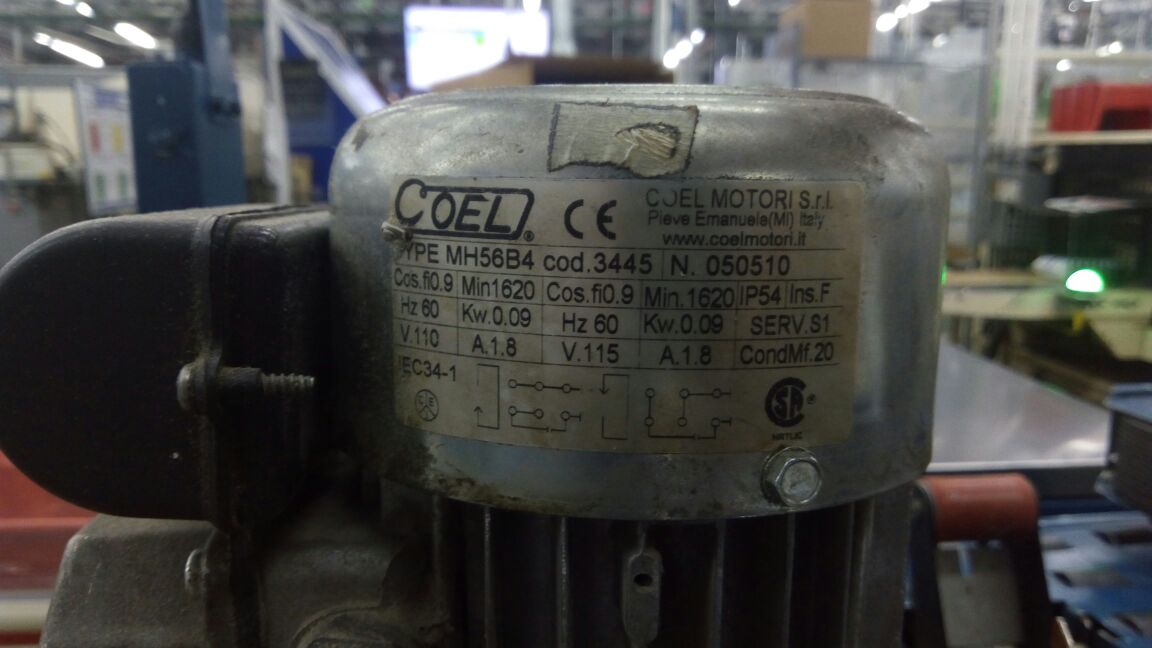 COEL® CE COEL MOTORI S.r.l.
Pieve Emanuele(MI) Italy
www.coelmotori.it
TYPE MH56B4 cod.3445 N. 050510
Cos.fi0.9 Min1620 Cos.fi0.9 Min.1620 IP54 Ins.F
Hz 60 Kw.0.09 Hz 60 Kw.0.09 SERV.S1
V.110 A.1.8 V.115 A.1.8 CondMf.20
IEC34-1